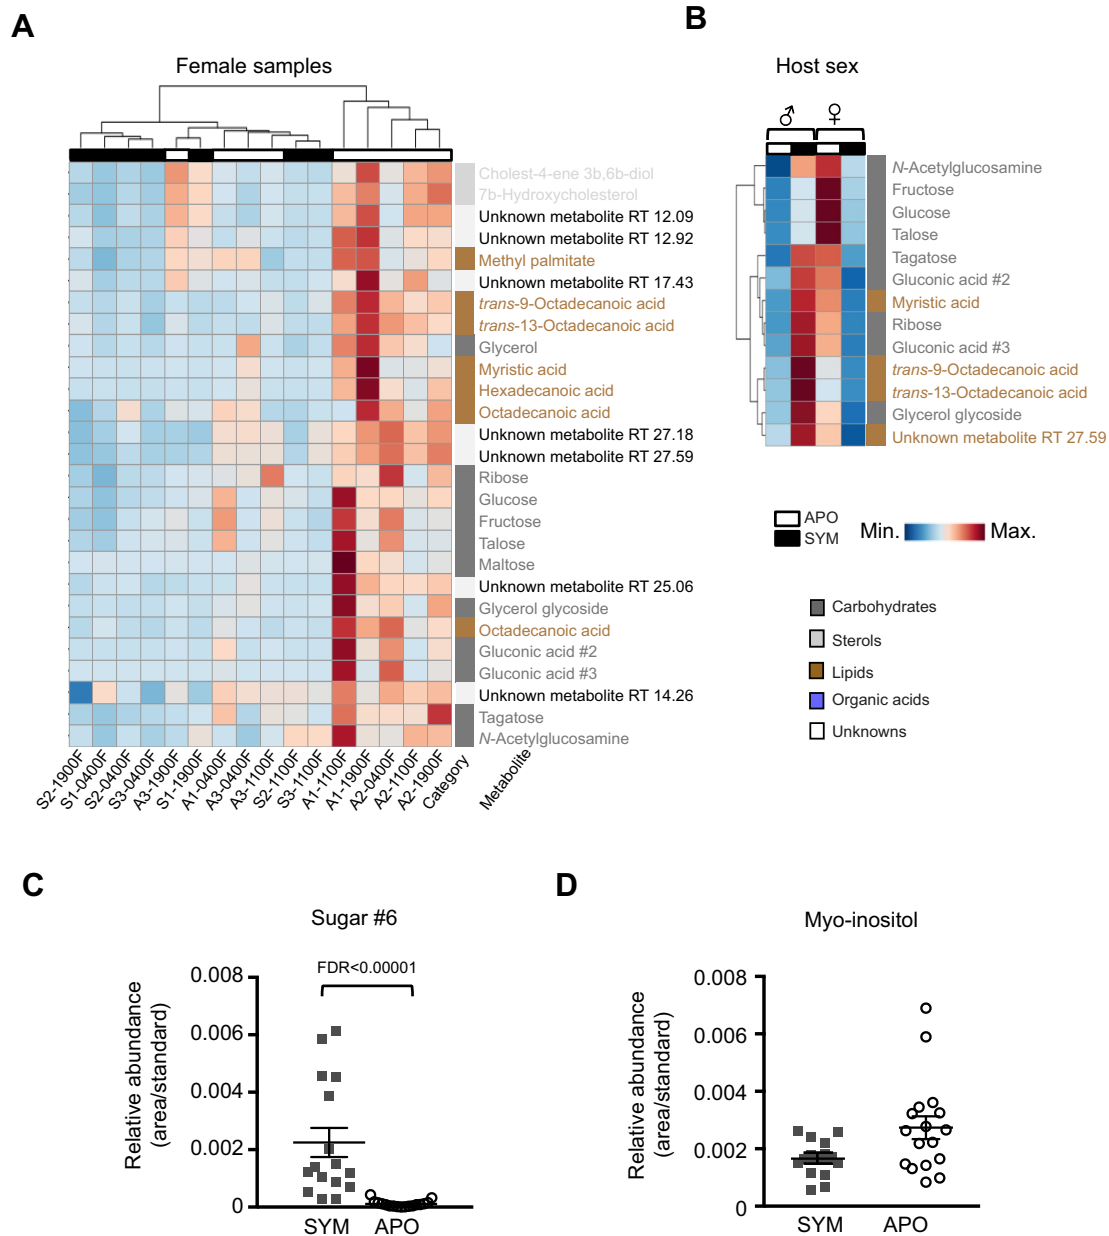 A
Female samples
Cholest-4-ene 3b,6b-diol
7b-Hydroxycholesterol
Unknown metabolite RT 12.09
Unknown metabolite RT 12.92
Methyl palmitate
Unknown metabolite RT 17.43
trans-9-Octadecanoic acid
trans-13-Octadecanoic acid
Glycerol
Myristic acid
Hexadecanoic acid
Octadecanoic acid
Unknown metabolite RT 27.18
Unknown metabolite RT 27.59
Ribose
Glucose
Fructose
Talose
Maltose
Unknown metabolite RT 25.06
Glycerol glycoside
Octadecanoic acid
Gluconic acid #2
Gluconic acid #3
Unknown metabolite RT 14.26
Tagatose
N-Acetylglucosamine
S2-1900F
S1-0400F
S2-0400F
S3-0400F
A3-1900F
S1-1900F
A1-0400F
A3-0400F
A3-1100F
S2-1100F
S3-1100F
A1-1100F
A1-1900F
A2-0400F
A2-1100F
A2-1900F
Category
Metabolite
B
Host sex
♂ ♀
N-Acetylglucosamine
Fructose
Glucose
Talose
Tagatose
Gluconic acid #2
Myristic acid
Ribose
Gluconic acid #3
trans-9-Octadecanoic acid
trans-13-Octadecanoic acid
Glycerol glycoside
Unknown metabolite RT 27.59
APO
SYM
Min. Max.
Carbohydrates
Sterols
Lipids
Organic acids
Unknowns
C
Sugar #6
FDR<0.00001
Relative abundance
(area/standard)
0.008
0.006
0.004
0.002
0
SYM APO
D
Myo-inositol
Relative abundance
(area/standard)
0.008
0.006
0.004
0.002
0
SYM APO